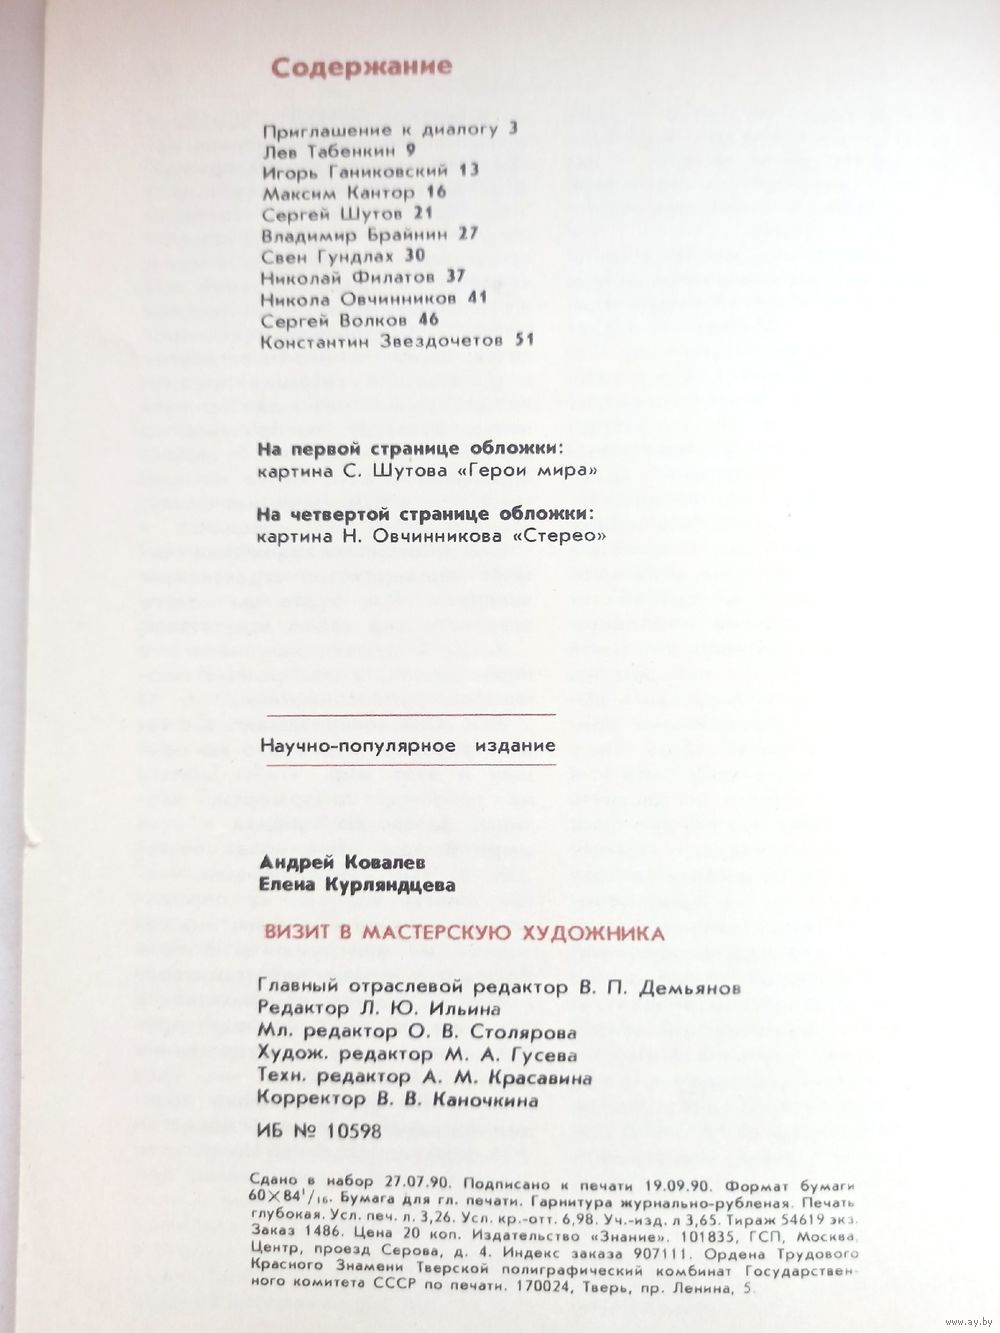 Содержание
Приглашение к диалогу 3
Лев Табенкин 9
Игорь Ганиковский 13
Максим Кантор 16
Сергей Шутов 21
Владимир Брайнин 27
Свен Гундлах 30
Николай Филатов 37
Никола Овчинников 41
Сергей Волков 46
Константин Звездочетов 51
На первой странице обложки:
картина С. Шутова «Герои мира»
На четвертой странице обложки:
картина Н. Овчинникова «Стерео»
Научно-популярное издание
Андрей Ковалев
Елена Курляндцева
ВИЗИТ В МАСТЕРСКУЮ ХУДОЖНИКА
Главный отраслевой редактор В. П. Демьянов
Редактор Л. Ю. Ильина
Мл. редактор О. В. Столярова
Худож. редактор М. А. Гусева
Техн. редактор А. М. Красавина
Корректор В. В. Каночкина
ИБ № 10598
Сдано в набор 27.07.90. Подписано к печати 19.09.90. Формат бумаги
60×84¹/₁₆. Бумага для гл. печати. Гарнитура журнально-рубленая. Печать
глубокая. Усл. печ. л. 3,26. Усл. кр.-отт. 6,98. Уч.-изд. л 3,65. Тираж 54619 экз.
Заказ 1486. Цена 20 коп. Издательство «Знание». 101835, ГСП, Москва,
Центр, проезд Серова, д. 4. Индекс заказа 907111. Ордена Трудового
Красного Знамени Тверской полиграфический комбинат Государствен-
ного комитета СССР по печати. 170024, Тверь, пр. Ленина, 5.
www.ay.by